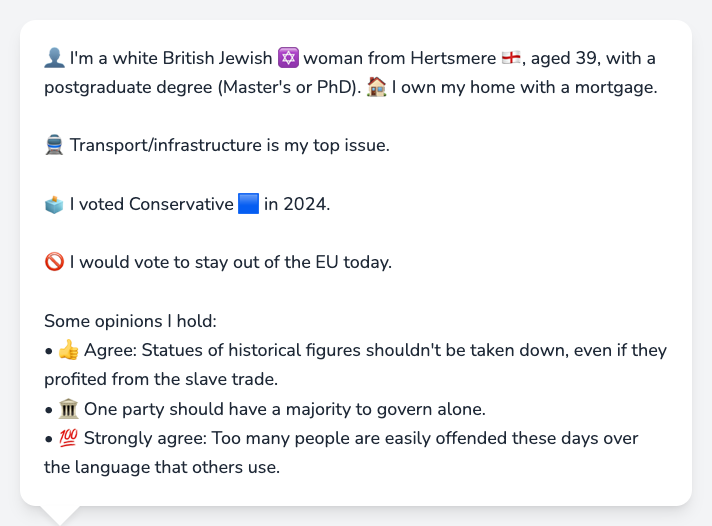 👤 I'm a white British Jewish ✡️ woman from Hertsmere 🏴󠁧󠁢󠁥󠁮󠁧󠁿, aged 39, with a
postgraduate degree (Master's or PhD). 🏠 I own my home with a mortgage.
🚆 Transport/infrastructure is my top issue.
🗳️ I voted Conservative 🟦 in 2024.
🚫 I would vote to stay out of the EU today.
Some opinions I hold:
• 👍 Agree: Statues of historical figures shouldn't be taken down, even if they
profited from the slave trade.
• 🏛️ One party should have a majority to govern alone.
• 💯 Strongly agree: Too many people are easily offended these days over
the language that others use.